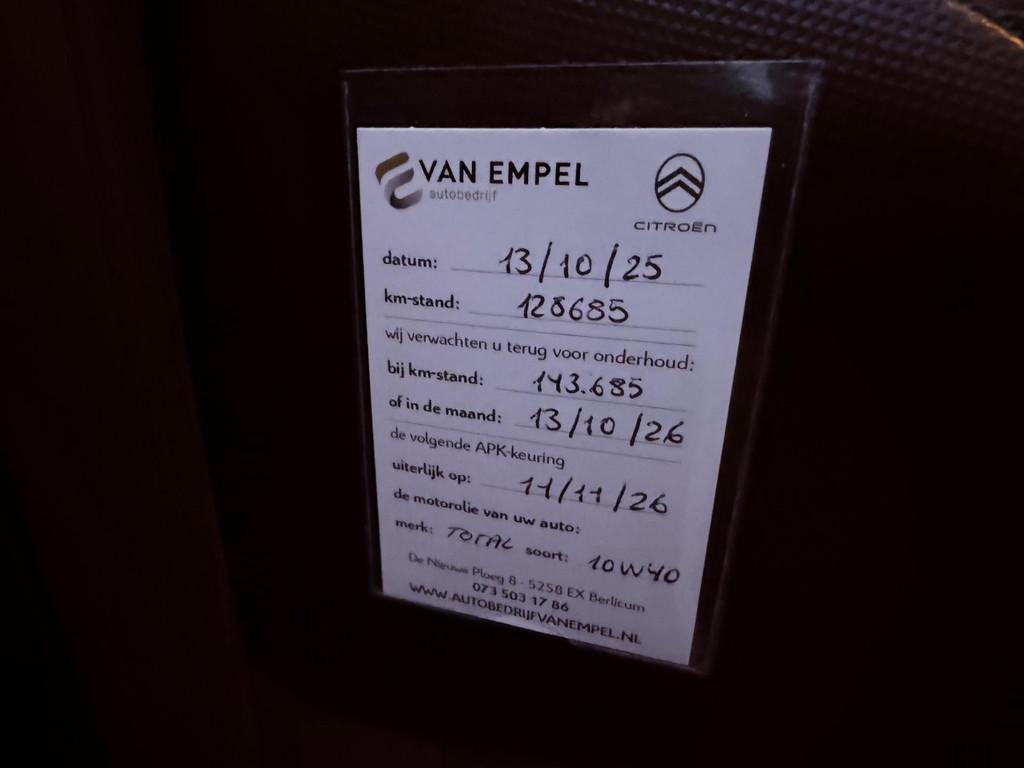 VAN EMPEL
autobedrijf
CITROËN
datum: 13/10/25
km-stand: 128685
wij verwachten u terug voor onderhoud:
bij km-stand: 143.685
of in de maand: 13/10/26
de volgende APK-keuring
uiterlijk op: 11/11/26
de motorolie van uw auto:
merk: TOTAL soort: 10W40
De Nieuwe Ploeg 8 - 5258 EX Berlicum
073 503 17 86
WWW.AUTOBEDRIJFVANEMPEL.NL